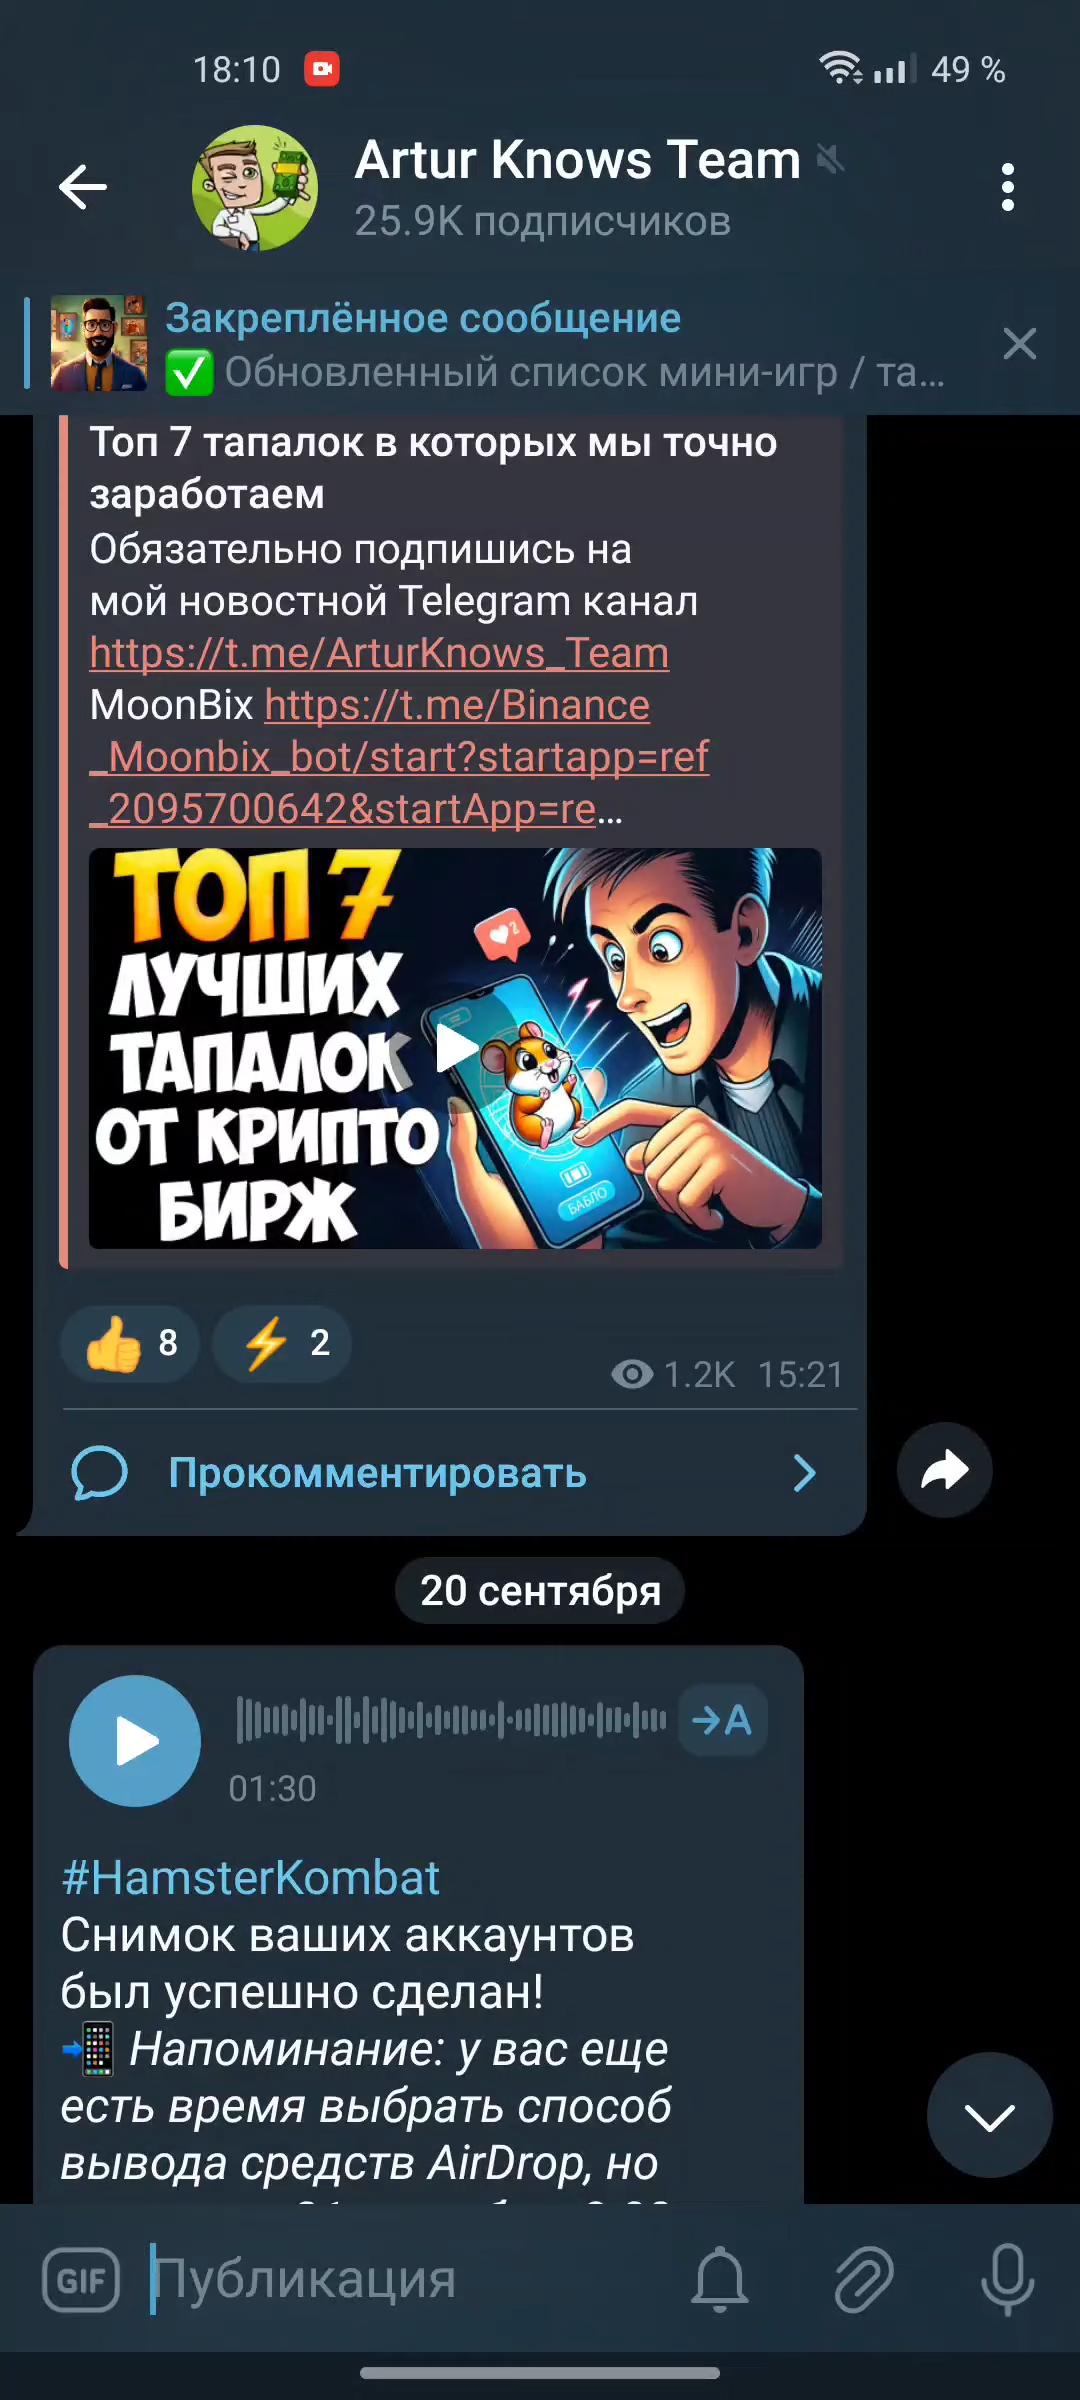 18:10
49 %
Artur Knows Team
25.9K подписчиков
Закреплённое сообщение
✅ Обновленный список мини-игр / та...
Топ 7 тапалок в которых мы точно
заработаем
Обязательно подпишись на
мой новостной Telegram канал
https://t.me/ArturKnows_Team
MoonBix https://t.me/Binance
_Moonbix_bot/start?startapp=ref
_2095700642&startApp=re...
ТОП 7
ЛУЧШИХ
ТАПАЛОК
ОТ КРИПТО
БИРЖ
2
БАБЛО
👍 8
⚡ 2
1.2K 15:21
Прокомментировать
20 сентября
→A
01:30
#HamsterKombat
Снимок ваших аккаунтов
был успешно сделан!
📲 Напоминание: у вас еще
есть время выбрать способ
вывода средств AirDrop, но
GIF
Публикация